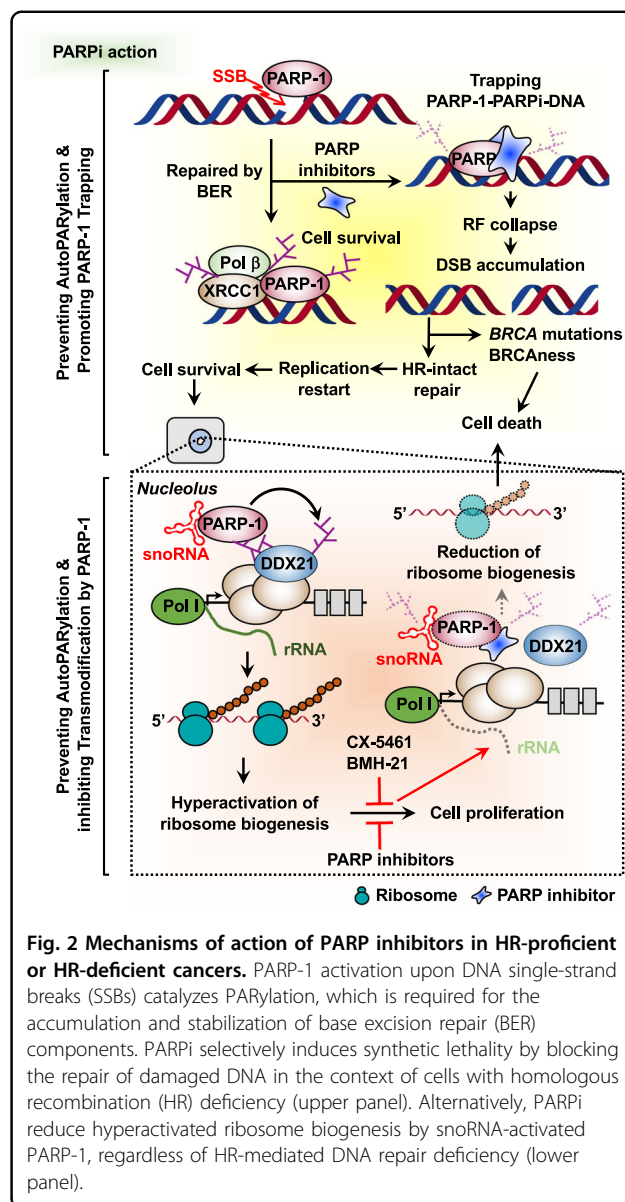 PARPi action
Preventing AutoPARylation &
Promoting PARP-1 Trapping
SSB
PARP-1
Trapping
PARP-1-PARPi-DNA
PARP
Repaired by
BER
PARP
inhibitors
Cell survival
Pol β
XRCC1
PARP-1
RF collapse
DSB accumulation
BRCA mutations
BRCAness
HR-intact
repair
Replication
restart
Cell survival
Cell death
Preventing AutoPARylation &
inhibiting Transmodification by PARP-1
Nucleolus
PARP-1
snoRNA
DDX21
Pol I
rRNA
5’
3’
Hyperactivation of
ribosome biogenesis
5’
3’
Reduction of
ribosome biogenesis
PARP-1
snoRNA
DDX21
Pol I
rRNA
CX-5461
BMH-21
Cell proliferation
PARP inhibitors
Ribosome
PARP inhibitor
Fig. 2 Mechanisms of action of PARP inhibitors in HR-proficient
or HR-deficient cancers. PARP-1 activation upon DNA single-strand
breaks (SSBs) catalyzes PARylation, which is required for the
accumulation and stabilization of base excision repair (BER)
components. PARPi selectively induces synthetic lethality by blocking
the repair of damaged DNA in the context of cells with homologous
recombination (HR) deficiency (upper panel). Alternatively, PARPi
reduce hyperactivated ribosome biogenesis by snoRNA-activated
PARP-1, regardless of HR-mediated DNA repair deficiency (lower
panel).